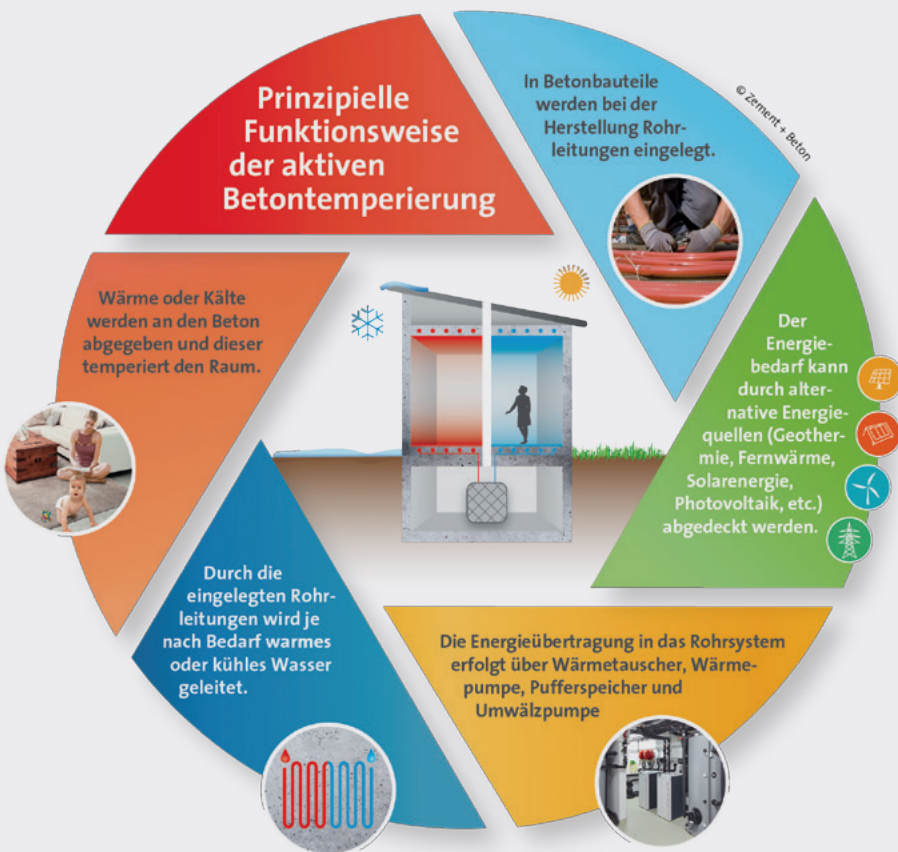 Prinzipielle
Funktionsweise
der aktiven
Betontemperierung
In Betonbauteile
werden bei der
Herstellung Rohr-
leitungen eingelegt.
© Zement + Beton
Der
Energie-
bedarf kann
durch alter-
native Energie-
quellen (Geother-
mie, Fernwärme,
Solarenergie,
Photovoltaik, etc.)
abgedeckt werden.
Die Energieübertragung in das Rohrsystem
erfolgt über Wärmetauscher, Wärme-
pumpe, Pufferspeicher und
Umwälzpumpe
Durch die
eingelegten Rohr-
leitungen wird je
nach Bedarf warmes
oder kühles Wasser
geleitet.
Wärme oder Kälte
werden an den Beton
abgegeben und dieser
temperiert den Raum.